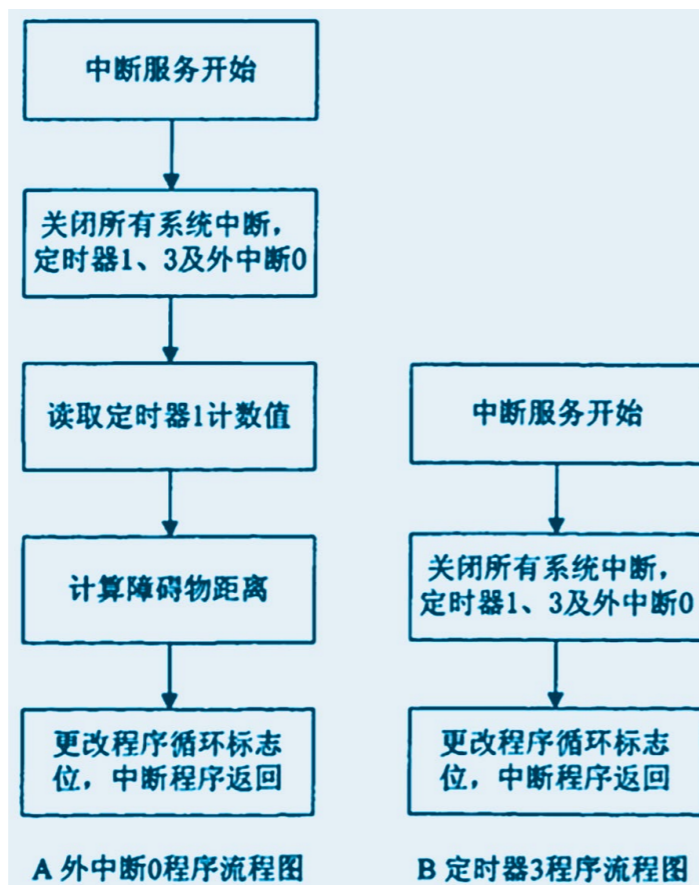 中断服务开始
关闭所有系统中断,
定时器1、3及外中断0
读取定时器1计数值
计算障碍物距离
更改程序循环标志
位，中断程序返回
A 外中断0程序流程图
中断服务开始
关闭所有系统中断,
定时器1、3及外中断0
更改程序循环标志
位，中断程序返回
B 定时器3程序流程图